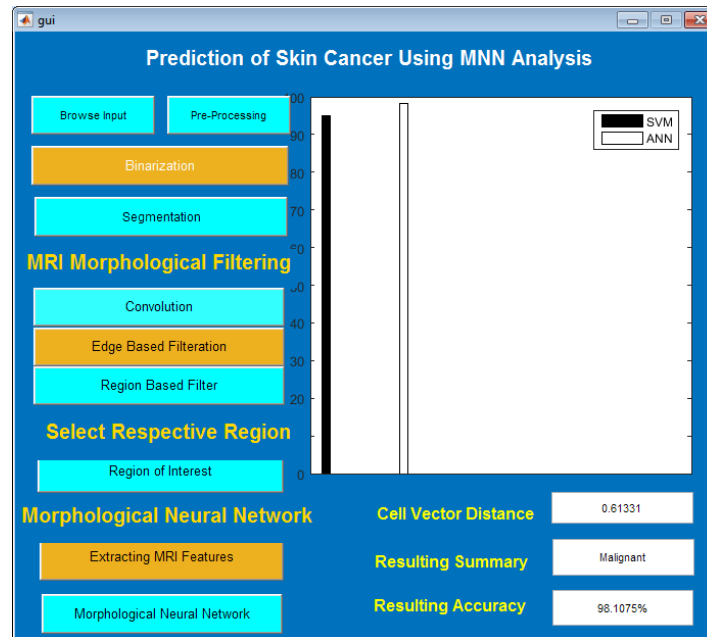 gui
Prediction of Skin Cancer Using MNN Analysis
Browse Input
Pre-Processing
Binarization
Segmentation
MRI Morphological Filtering
Convolution
Edge Based Filteration
Region Based Filter
Select Respective Region
Region of Interest
Morphological Neural Network
Extracting MRI Features
Morphological Neural Network
100
90
80
70
60
40
30
20
10
0
SVM
ANN
Cell Vector Distance
0.61331
Resulting Summary
Malignant
Resulting Accuracy
98.1075%